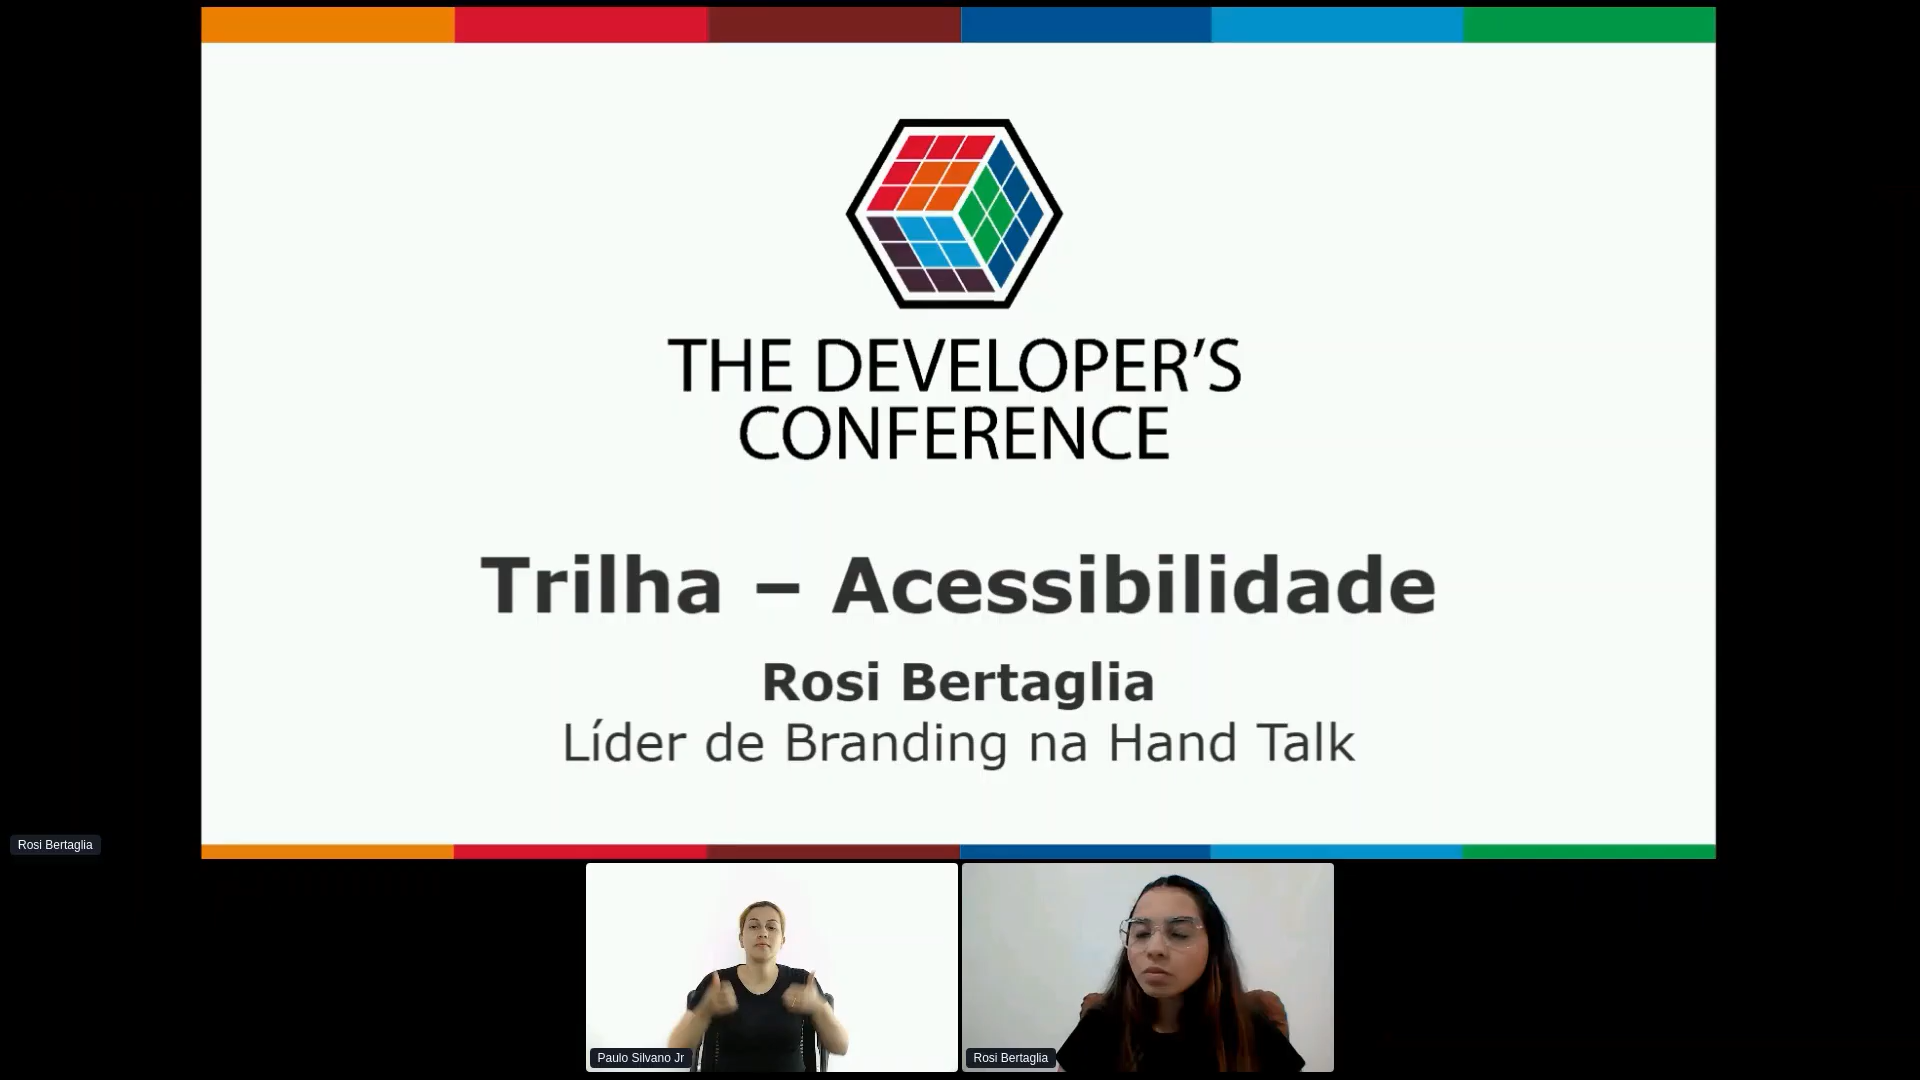 THE DEVELOPER'S
CONFERENCE
Trilha – Acessibilidade
Rosi Bertaglia
Líder de Branding na Hand Talk
Rosi Bertaglia
Paulo Silvano Jr
Rosi Bertaglia